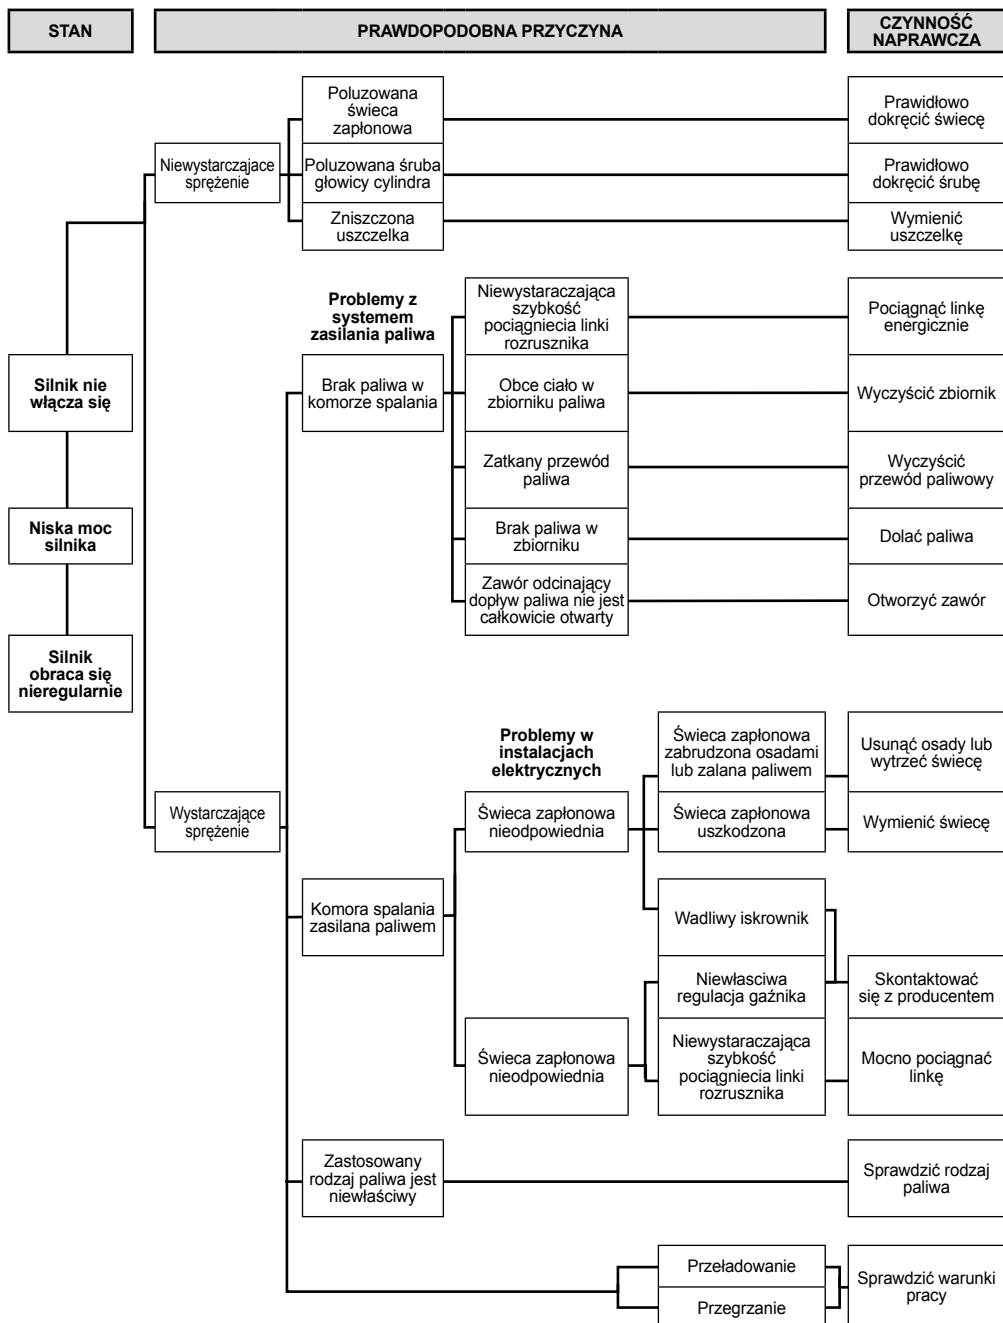 STAN
PRAWDOPODOBNA PRZYCZYNA
CZYNNOŚĆ
NAPRAWCZA
Poluzowana
świeca
zapłonowa
Prawidłowo
dokręcić świecę
Niewystarczające
sprężenie
Poluzowana śruba
głowicy cylindra
Prawidłowo
dokręcić śrubę
Zniszczona
uszczelka
Wymienić
uszczelkę
Problemy z
systemem
zasilania paliwa
Niewystaraczająca
szybkość
pociągniecia linki
rozrusznika
Pociągnąć linkę
energicznie
Silnik nie
włącza się
Brak paliwa w
komorze spalania
Obce ciało w
zbiorniku paliwa
Wyczyścić zbiornik
Zatkany przewód
paliwa
Wyczyścić
przewód paliwowy
Niska moc
silnika
Brak paliwa w
zbiorniku
Dolać paliwa
Zawór odcinający
dopływ paliwa nie jest
całkowicie otwarty
Otworzyć zawór
Silnik
obraca się
nieregularnie
Problemy w
instalacjach
elektrycznych
Świeca zapłonowa
zabrudzona osadami
lub zalana paliwem
Usunąć osady lub
wytrzeć świecę
Wystarczające
sprężenie
Świeca zapłonowa
nieodpowiednia
Świeca zapłonowa
uszkodzona
Wymienić świecę
Komora spalania
zasilana paliwem
Wadliwy iskrownik
Niewłasciwa
regulacja gaźnika
Skontaktować
się z producentem
Świeca zapłonowa
nieodpowiednia
Niewystaraczająca
szybkość
pociągniecia linki
rozrusznika
Mocno pociągnać
linkę
Zastosowany
rodzaj paliwa jest
niewłaściwy
Sprawdzić rodzaj
paliwa
Przeładowanie
Przegrzanie
Sprawdzić warunki
pracy